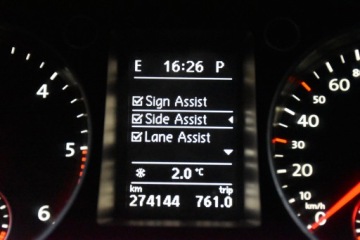 E 16:26 P
Sign Assist
Side Assist
Lane Assist
2.0 °C
km trip
274144 761.0
4
5
6
60
50
40
30
20
10
0
km/h